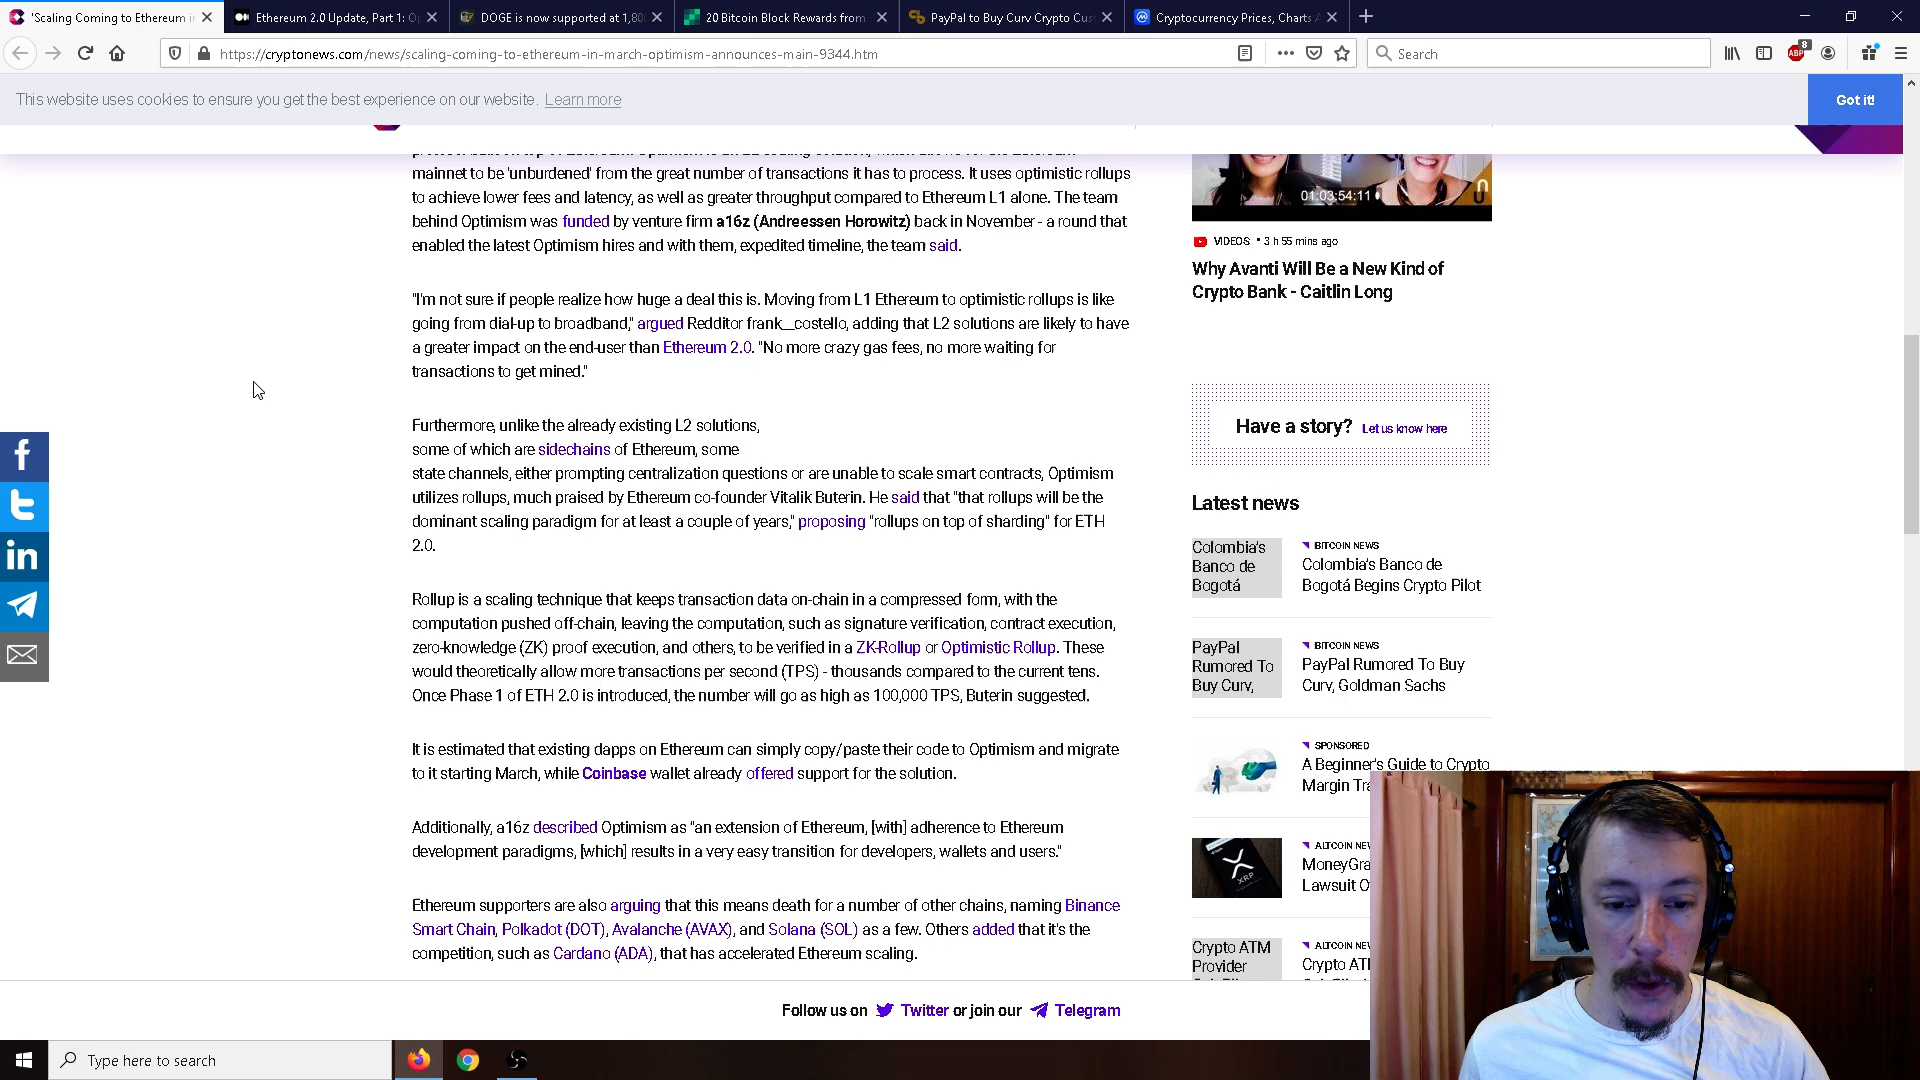 'Scaling Coming to Ethereum i
Ethereum 2.0 Update, Part 1: O
DOGE is now supported at 1,80
20 Bitcoin Block Rewards from
PayPal to Buy Curv Crypto Cus
Cryptocurrency Prices, Charts A
https://cryptonews.com/news/scaling-coming-to-ethereum-in-march-optimism-announces-main-9344.htm
Search
ABP
8
This website uses cookies to ensure you get the best experience on our website. Learn more
Got it!
mainnet to be 'unburdened' from the great number of transactions it has to process. It uses optimistic rollups
to achieve lower fees and latency, as well as greater throughput compared to Ethereum L1 alone. The team
behind Optimism was funded by venture firm a16z (Andreessen Horowitz) back in November - a round that
enabled the latest Optimism hires and with them, expedited timeline, the team said.
"I'm not sure if people realize how huge a deal this is. Moving from L1 Ethereum to optimistic rollups is like
going from dial-up to broadband," argued Redditor frank__costello, adding that L2 solutions are likely to have
a greater impact on the end-user than Ethereum 2.0. "No more crazy gas fees, no more waiting for
transactions to get mined."
Furthermore, unlike the already existing L2 solutions,
some of which are sidechains of Ethereum, some
state channels, either prompting centralization questions or are unable to scale smart contracts, Optimism
utilizes rollups, much praised by Ethereum co-founder Vitalik Buterin. He said that "that rollups will be the
dominant scaling paradigm for at least a couple of years," proposing "rollups on top of sharding" for ETH
2.0.
Rollup is a scaling technique that keeps transaction data on-chain in a compressed form, with the
computation pushed off-chain, leaving the computation, such as signature verification, contract execution,
zero-knowledge (ZK) proof execution, and others, to be verified in a ZK-Rollup or Optimistic Rollup. These
would theoretically allow more transactions per second (TPS) - thousands compared to the current tens.
Once Phase 1 of ETH 2.0 is introduced, the number will go as high as 100,000 TPS, Buterin suggested.
It is estimated that existing dapps on Ethereum can simply copy/paste their code to Optimism and migrate
to it starting March, while Coinbase wallet already offered support for the solution.
Additionally, a16z described Optimism as "an extension of Ethereum, [with] adherence to Ethereum
development paradigms, [which] results in a very easy transition for developers, wallets and users."
Ethereum supporters are also arguing that this means death for a number of other chains, naming Binance
Smart Chain, Polkadot (DOT), Avalanche (AVAX), and Solana (SOL) as a few. Others added that it's the
competition, such as Cardano (ADA), that has accelerated Ethereum scaling.
01:03:54:11
VIDEOS • 3 h 55 mins ago
Why Avanti Will Be a New Kind of
Crypto Bank - Caitlin Long
Have a story? Let us know here
Latest news
Colombia's
Banco de
Bogotá
BITCOIN NEWS
Colombia's Banco de
Bogotá Begins Crypto Pilot
PayPal
Rumored To
Buy Curv,
BITCOIN NEWS
PayPal Rumored To Buy
Curv, Goldman Sachs
SPONSORED
A Beginner's Guide to Crypto
Margin Tra
XRP
ALTCOIN NEW
MoneyGra
Lawsuit O
Crypto ATM
Provider
ALTCOIN NEW
Crypto ATI
Follow us on Twitter or join our Telegram
Type here to search